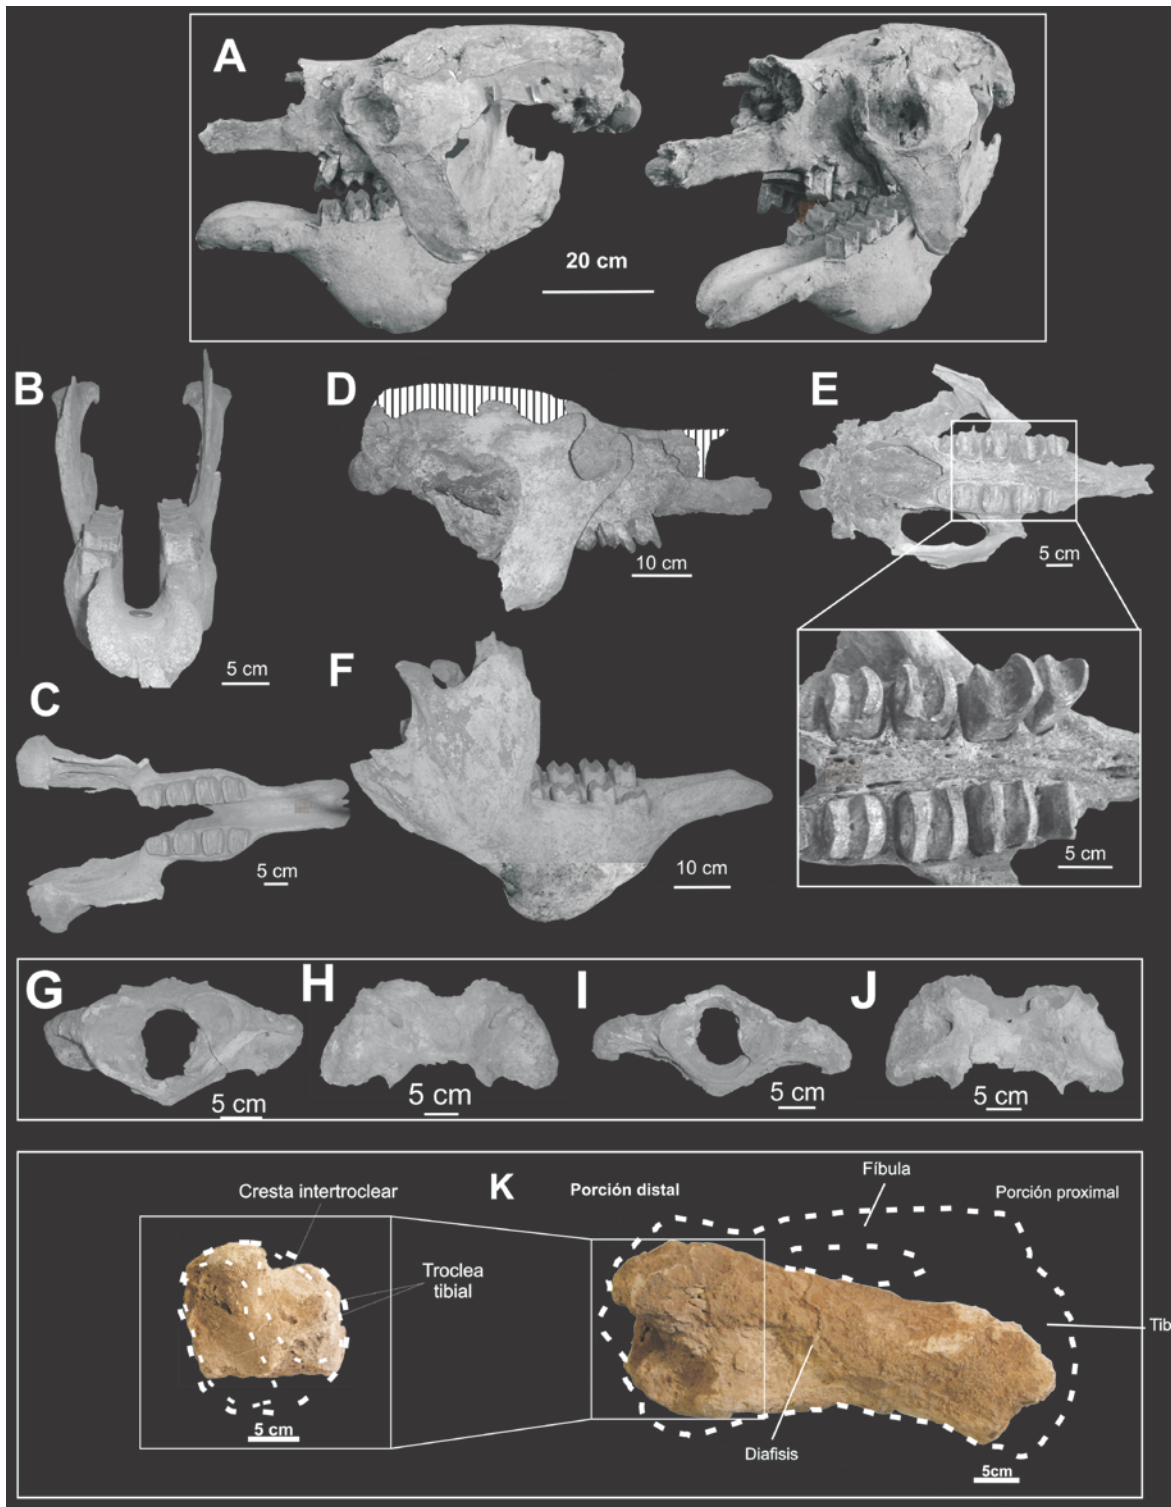 A
20 cm
B
D
E
10 cm
5 cm
5 cm
C
F
5 cm
10 cm
5 cm
G
H
I
J
5 cm
5 cm
5 cm
5 cm
Fíbula
Cresta intertroclear
K
Porción distal
Porción proximal
Troclea
tibial
Tib
5 cm
Diafisis
5cm